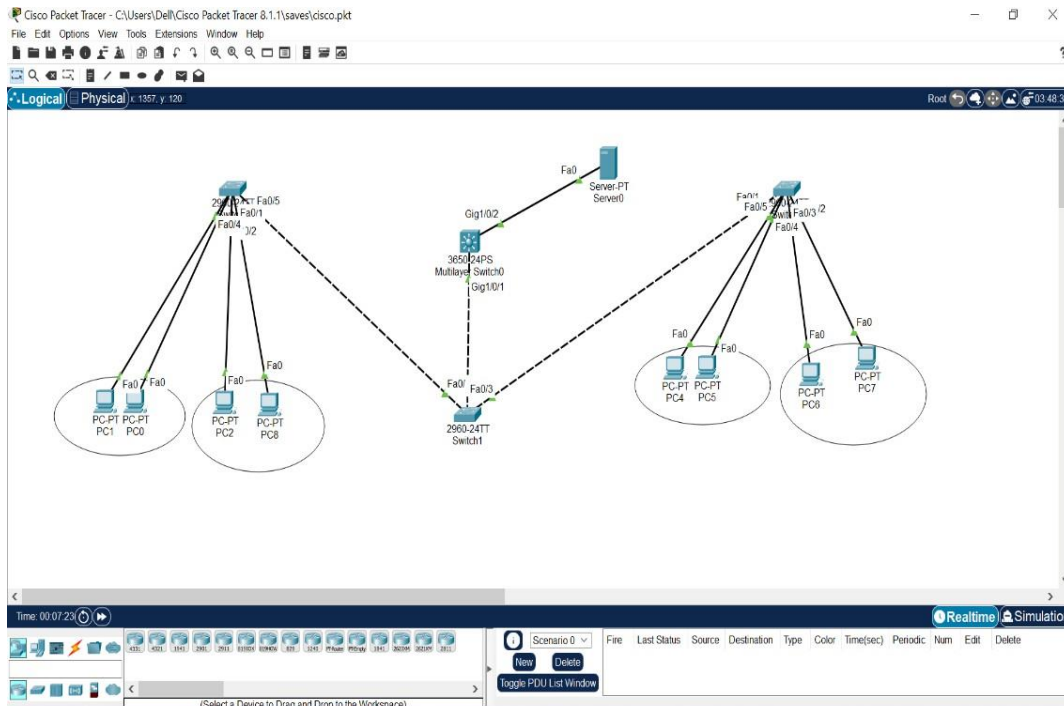 Cisco Packet Tracer - C:\Users\Dell\Cisco Packet Tracer 8.1.1\saves\cisco.pkt
File Edit Options View Tools Extensions Window Help
Logical Physical x: 1357, y: 120 Root 03:48:3
Fa0
Server-PT
Server0
Fa0/5
Fa0/1
Fa0/4
Gig1/0/2
3650-24PS
Multilayer Switch0
Gig1/0/1
Fa0/5
Fa0/3 /2
Fa0/4
Fa0 Fa0
PC-PT PC-PT
PC1 PC0
Fa0 Fa0
PC-PT PC-PT
PC2 PC8
Fa0/3
2960-24TT
Switch1
Fa0 Fa0
PC-PT PC-PT
PC4 PC5
Fa0 Fa0
PC-PT PC-PT
PC6 PC7
Time: 00:07:23 Realtime Simulatio
Scenario 0 Fire Last Status Source Destination Type Color Time(sec) Periodic Num Edit Delete
New Delete
Toggle PDU List Window
(Select a Device to Drag and Drop to the Workspace)